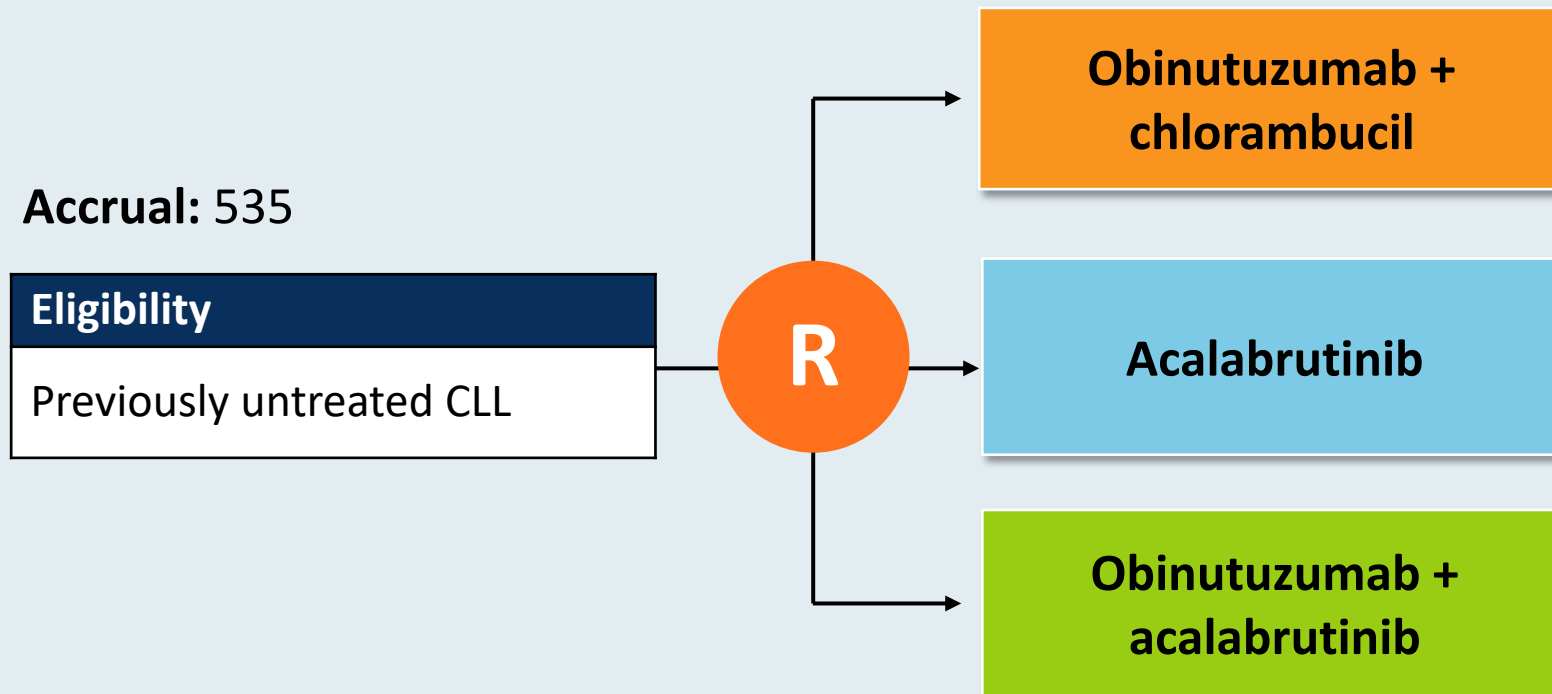 Accrual: 535
Eligibility
Previously untreated CLL
R
Obinutuzumab +
chlorambucil
Acalabrutinib
Obinutuzumab +
acalabrutinib